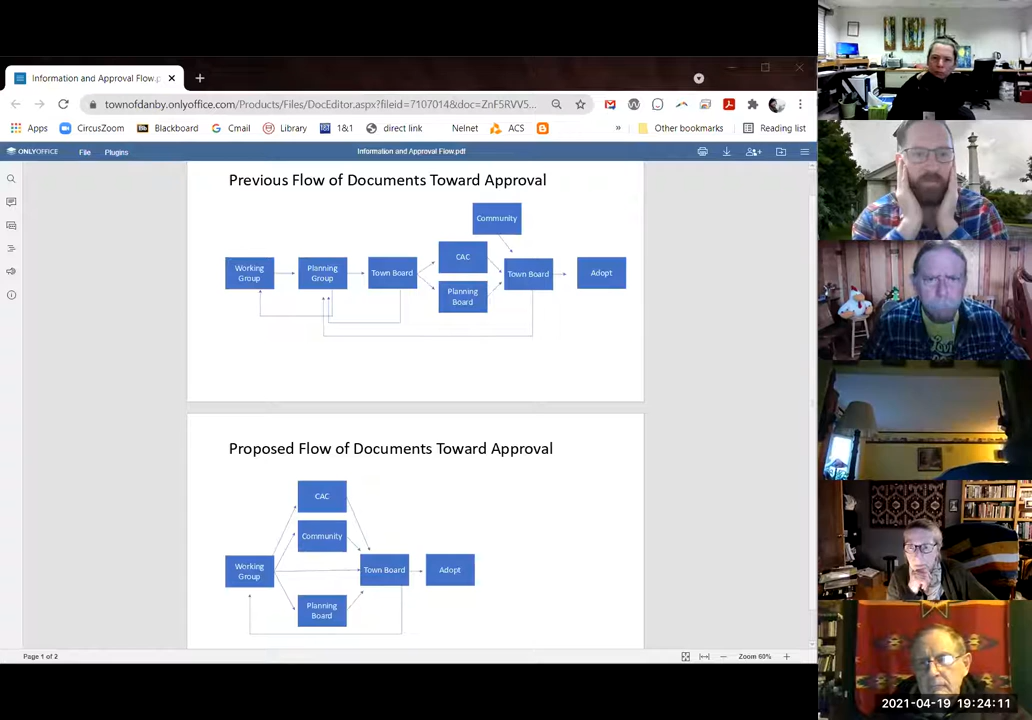 Information and Approval Flow.p
townofdanby.onlyoffice.com/Products/Files/DocEditor.aspx?fileid=7107014&doc=ZnF5RVV5...
Apps CircusZoom Blackboard Gmail Library 1&1 direct link Nelnet ACS » Other bookmarks Reading list
ONLYOFFICE File Plugins Information and Approval Flow.pdf
Previous Flow of Documents Toward Approval
Community
CAC
Working
Group
Planning
Group
Town Board
Town Board
Adopt
Planning
Board
Proposed Flow of Documents Toward Approval
CAC
Community
Working
Group
Town Board
Adopt
Planning
Board
Page 1 of 2
Zoom 60%
2021-04-19 19:24:11